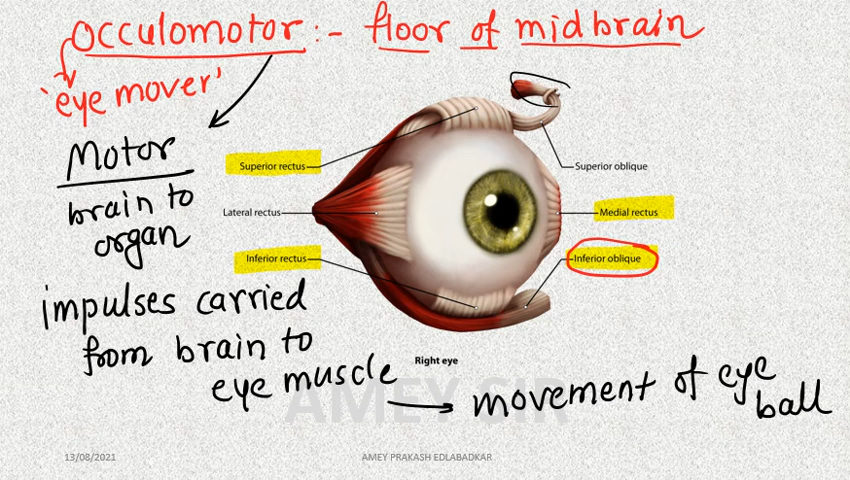 Occulomotor :- floor of midbrain
'eye mover'
Motor
brain to
organ
Superior rectus
Superior oblique
Lateral rectus
Medial rectus
Inferior rectus
Inferior oblique
impulses carried
from brain to
eye muscle
Right eye
movement of eye
ball
AMEY SIR
13/08/2021
AMEY PRAKASH EDLABADKAR